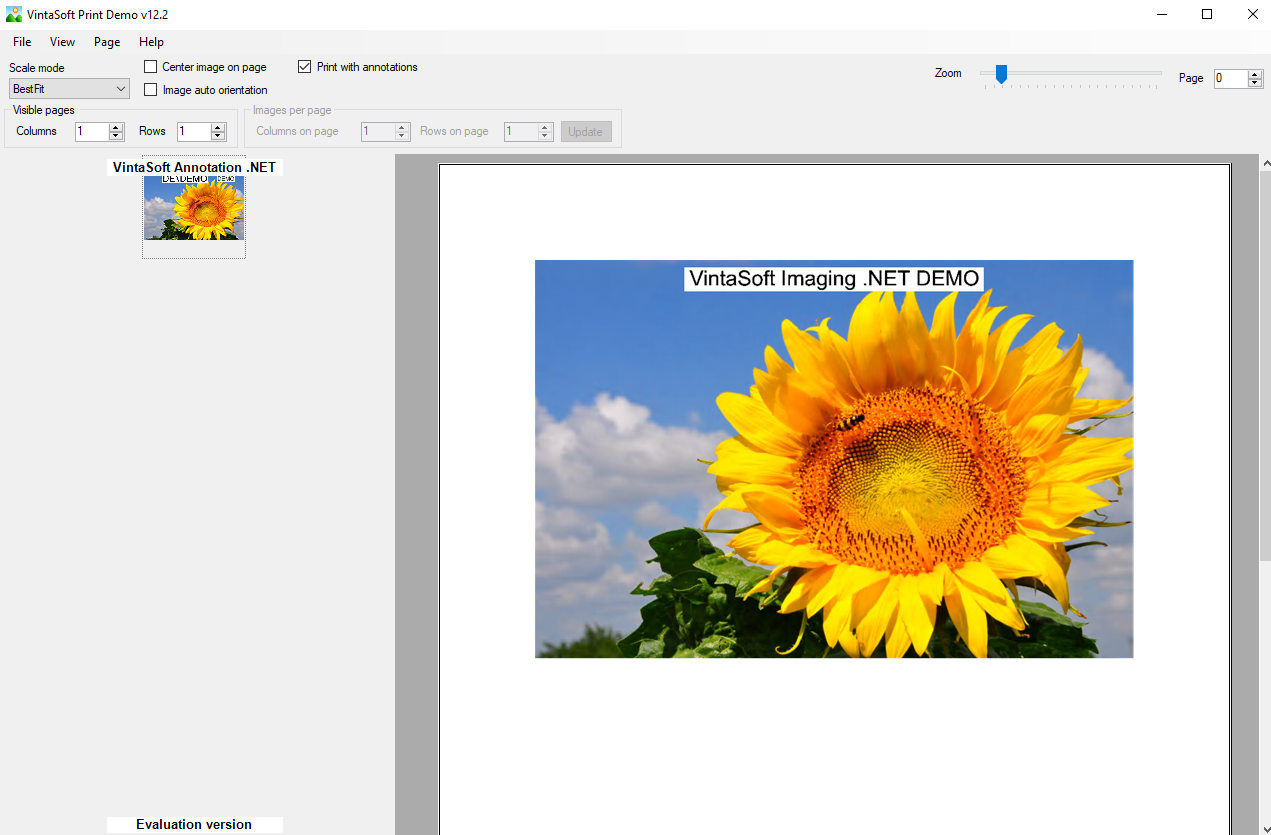 VintaSoft Print Demo v12.2
File View Page Help
Scale mode
Center image on page
Print with annotations
Zoom
Page 0
BestFit
Image auto orientation
Visible pages
Images per page
Columns 1 Rows 1
Columns on page 1 Rows on page 1 Update
VintaSoft Annotation .NET
DEMO
VintaSoft Imaging .NET DEMO
Evaluation version